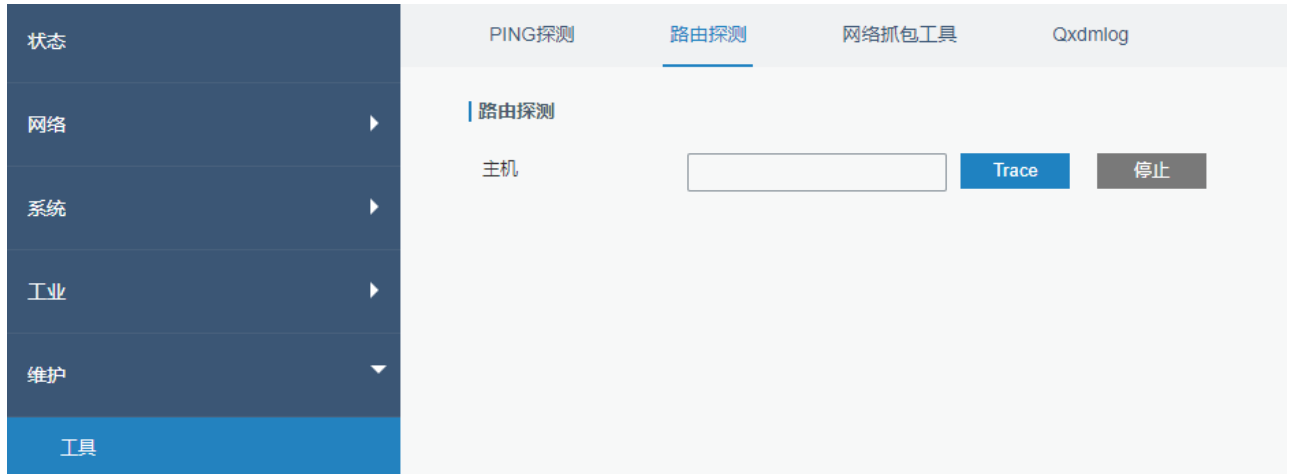 状态
网络
系统
工业
维护
工具
PING探测 路由探测 网络抓包工具 Qxdmlog
路由探测
主机 Trace 停止